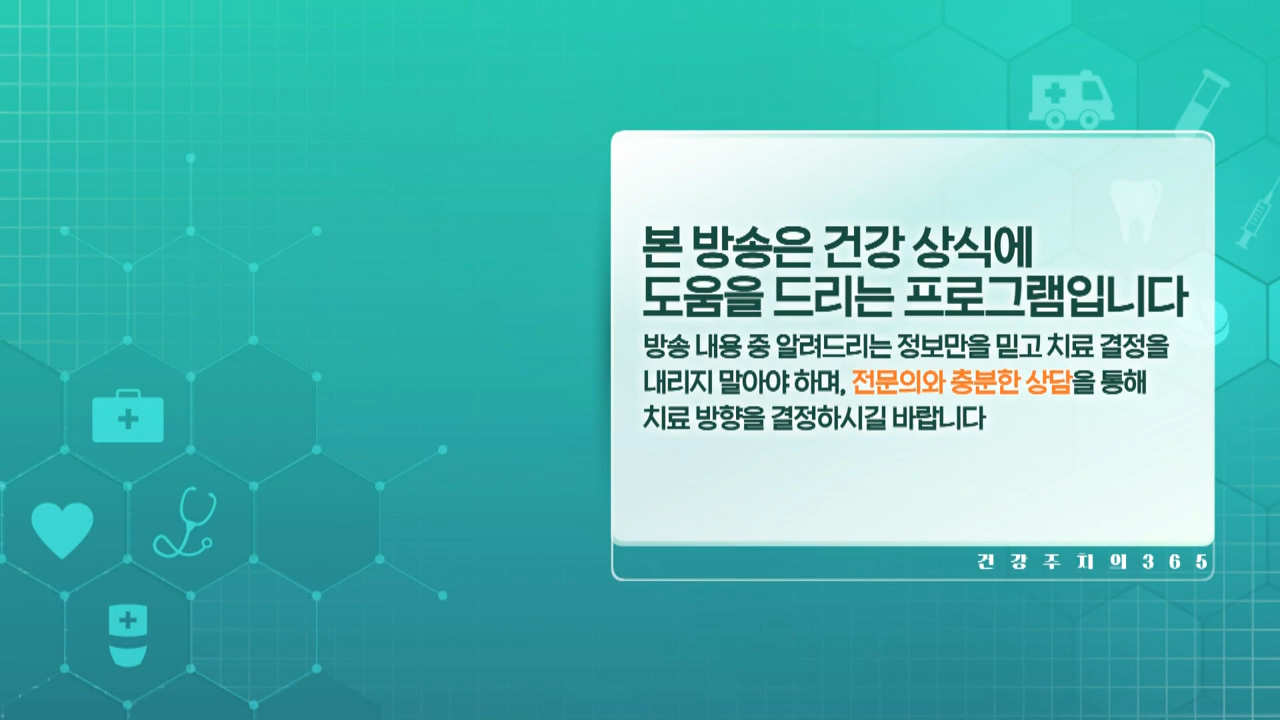 본 방송은 건강 상식에
도움을 드리는 프로그램입니다
방송 내용 중 알려드리는 정보만을 믿고 치료 결정을
내리지 말아야 하며, 전문의와 충분한 상담을 통해
치료 방향을 결정하시길 바랍니다
건강주치의365